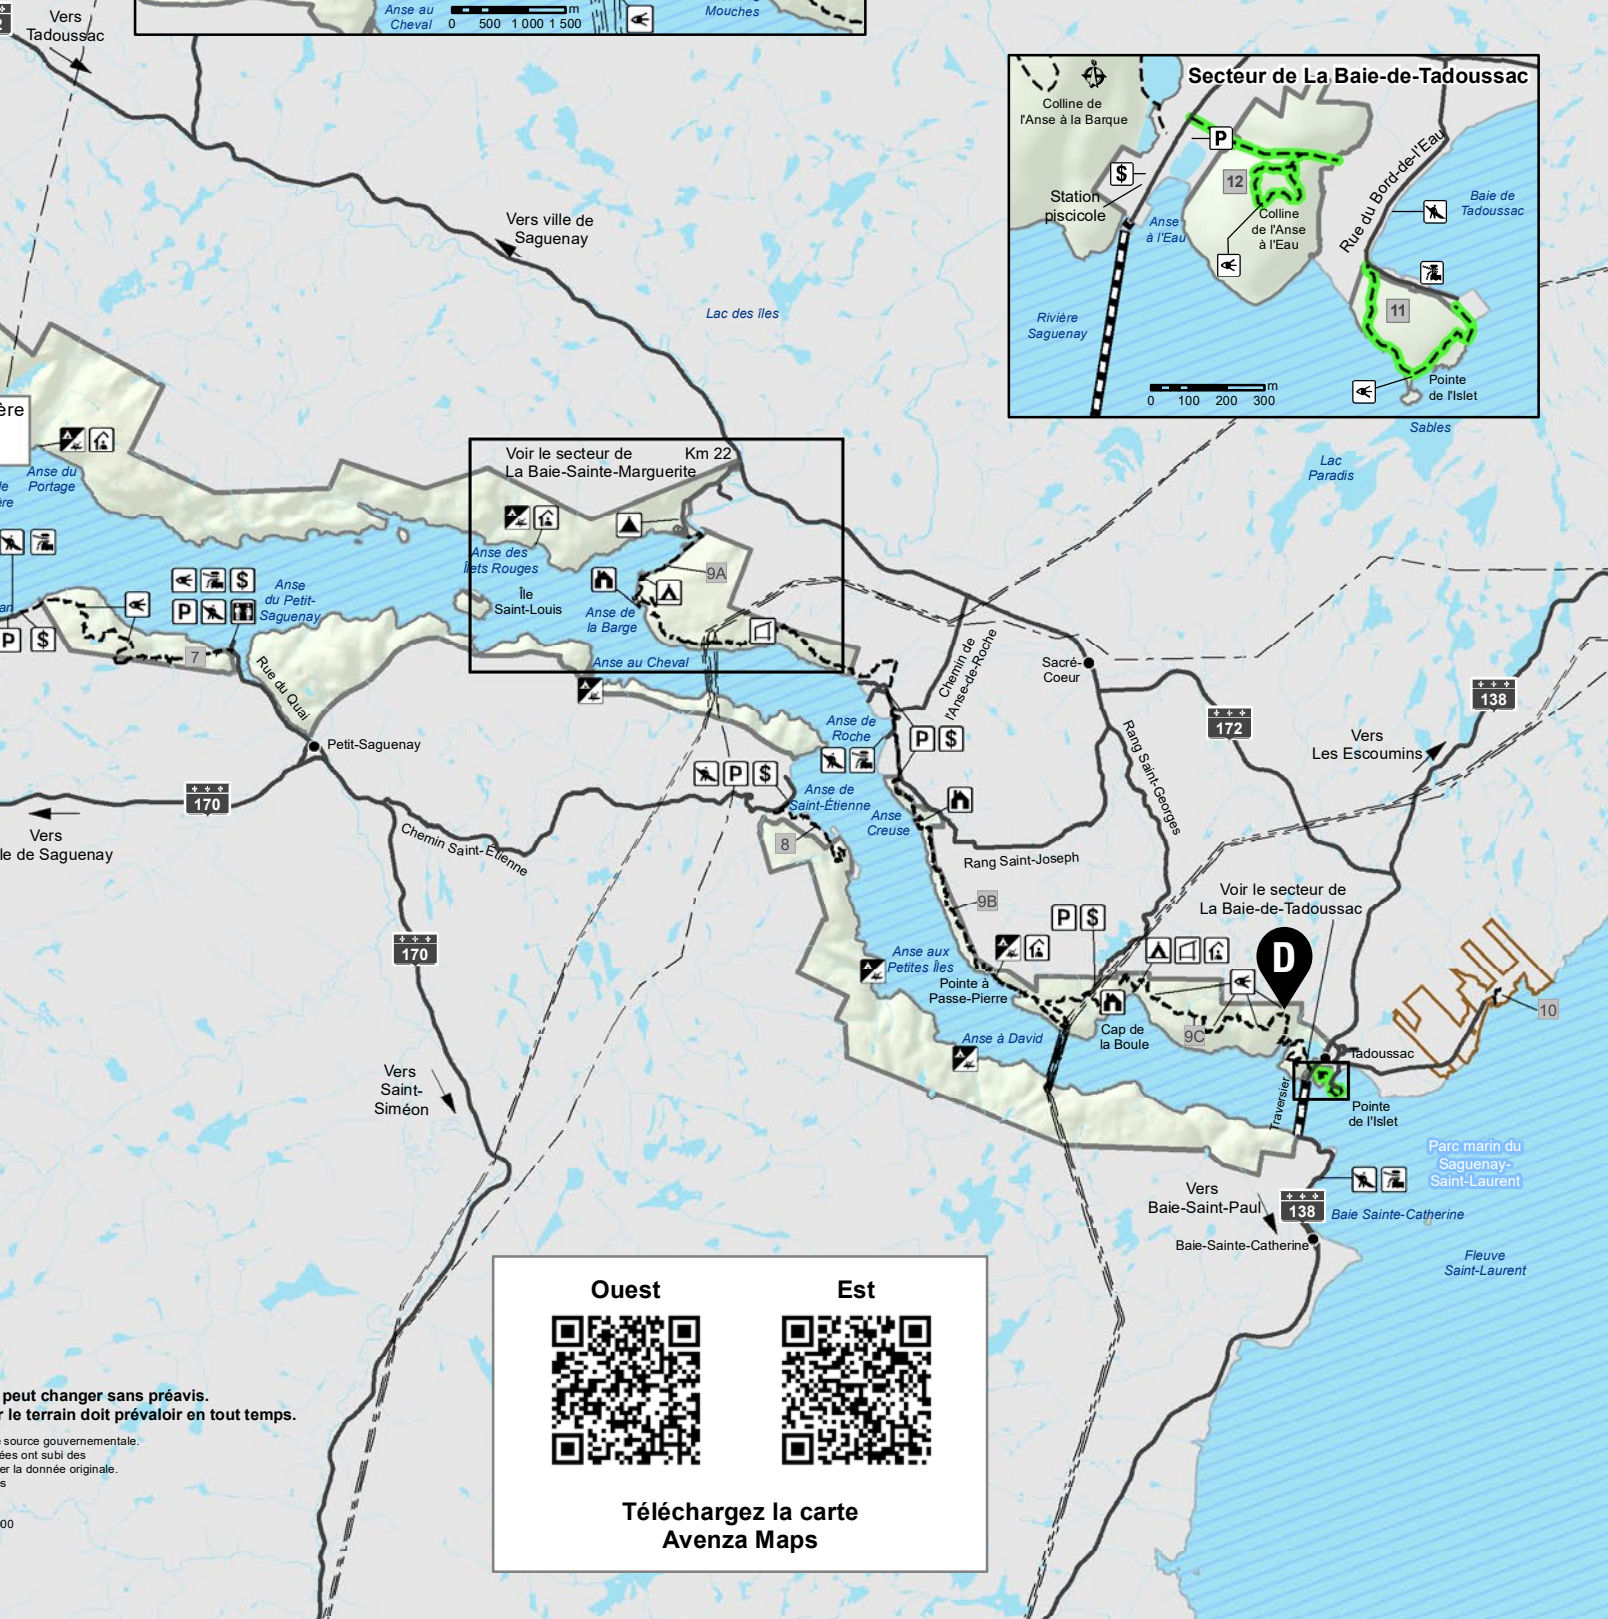 Vers
Tadoussac
Anse au
Cheval
0 500 1 000 1 500 m
Mouches
Secteur de La Baie-de-Tadoussac
Colline de
l'Anse à la Barque
P
$
12
Station
piscicole
Anse
à l'Eau
Colline
de l'Anse
à l'Eau
Rue du Bord-de-l'Eau
Baie de
Tadoussac
11
Rivière
Saguenay
0 100 200 300 m
Pointe
de l'Islet
Sables
Vers ville de
Saguenay
Lac des îles
Lac
Paradis
ère
Anse du
Portage
le
ère
Voir le secteur de
La Baie-Sainte-Marguerite
Km 22
Anse des
Îlets Rouges
Île
Saint-Louis
Anse de
la Barge
9A
Anse au Cheval
$
P
Anse
du Petit-
Saguenay
an
P $
7
Rue du Quai
Petit-Saguenay
170
Vers
le de Saguenay
Chemin Saint-Étienne
170
Vers
Saint-
Siméon
Chemin de
l'Anse-de-Roche
Sacré-
Coeur
172
138
Vers
Les Escoumins
Rang Saint-Georges
Anse de
Roche
P $
P $
Anse de
Saint-Étienne
Anse
Creuse
8
Rang Saint-Joseph
9B
P $
Voir le secteur de
La Baie-de-Tadoussac
D
Anse aux
Petites Îles
Pointe à
Passe-Pierre
Anse à David
Cap de
la Boule
9C
10
Tadoussac
Traversier
Pointe
de l'Islet
Parc marin du
Saguenay-
Saint-Laurent
Vers
Baie-Saint-Paul
138
Baie Sainte-Catherine
Baie-Sainte-Catherine
Fleuve
Saint-Laurent
Ouest
Est
Téléchargez la carte
Avenza Maps
peut changer sans préavis.
r le terrain doit prévaloir en tout temps.
e source gouvernementale.
ées ont subi des
er la donnée originale.
s
00